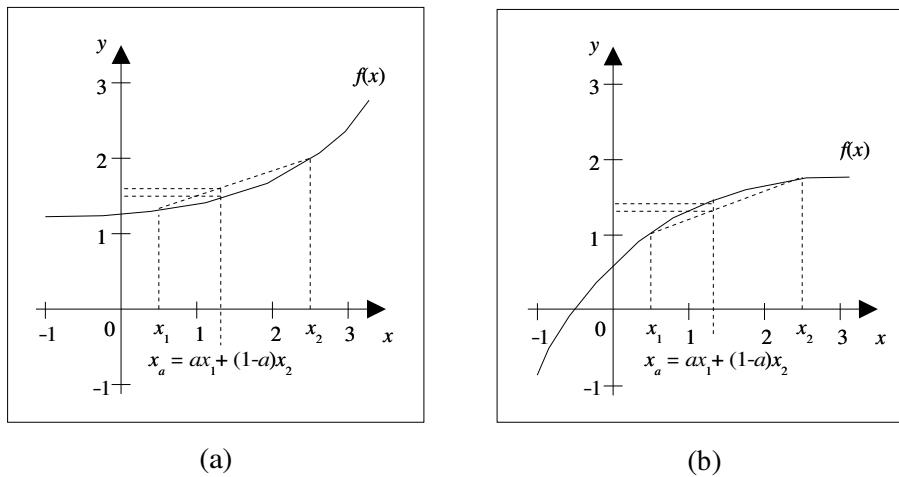 y
3
f(x)
2
1
-1
0
x₁
1
2
x₂
3
x
xₐ = ax₁+ (1-a)x₂
-1
(a)
y
3
2
f(x)
1
-1
0
x₁
1
2
x₂
3
x
xₐ = ax₁+ (1-a)x₂
-1
(b)